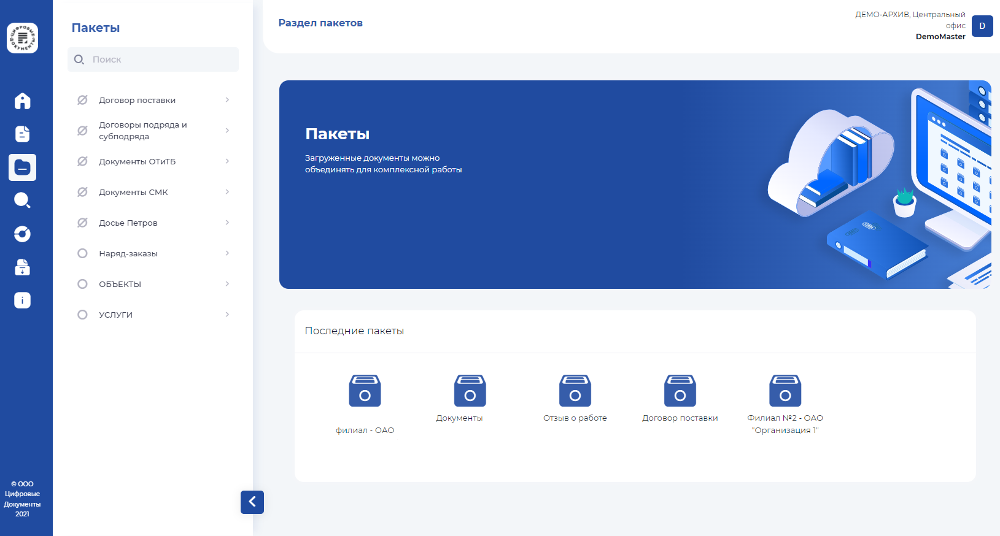 ЦИФРОВЫЕ ДОКУМЕНТЫ
Пакеты
Поиск
Договор поставки
Договоры подряда и
субподряда
Документы ОТиТБ
Документы СМК
Досье Петров
Наряд-заказы
ОБЪЕКТЫ
УСЛУГИ
© ООО
Цифровые
Документы
2021
Раздел пакетов
ДЕМО-АРХИВ, Центральный
офис
DemoMaster
D
Пакеты
Загруженные документы можно
объединять для комплексной работы
Последние пакеты
филиал - ОАО
Документы
Отзыв о работе
Договор поставки
Филиал №2 - ОАО
"Организация 1"